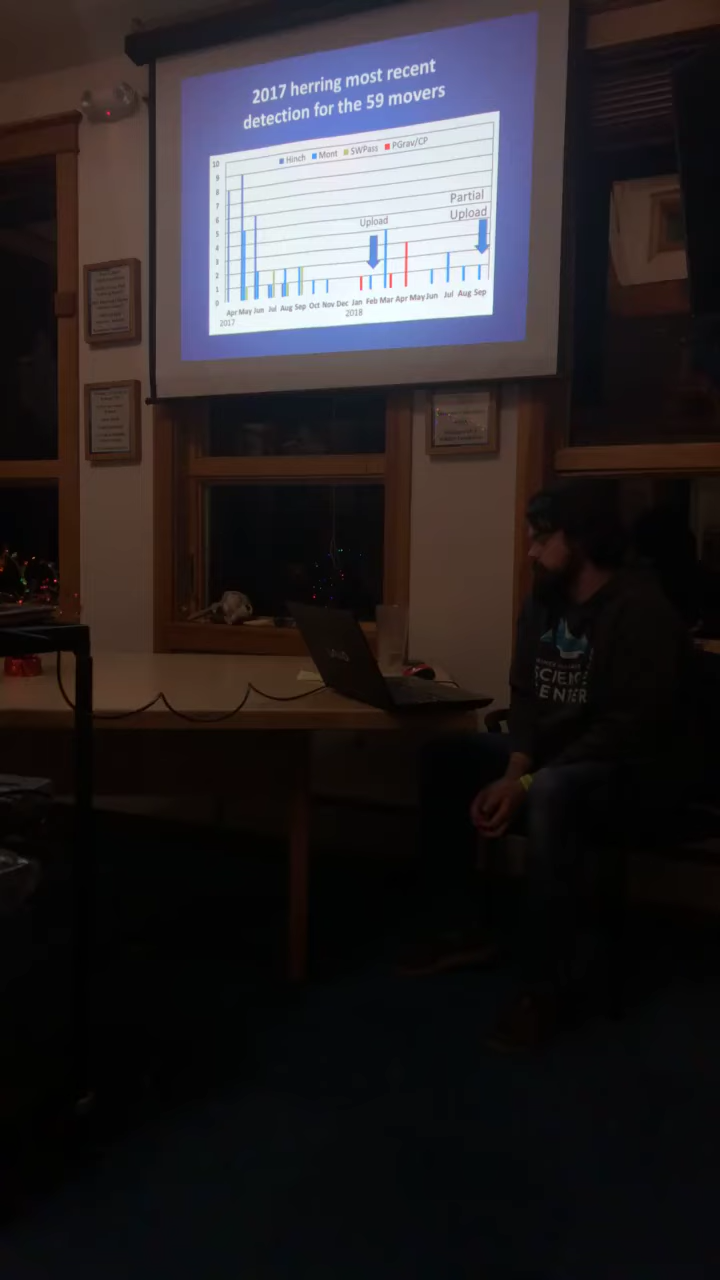 2017 herring most recent
detection for the 59 movers
Hinch Mont SWPass PGrav/CP
10
9
8
7
6
5
4
3
2
1
0
Upload
Partial
Upload
Apr May Jun Jul Aug Sep Oct Nov Dec Jan Feb Mar Apr May Jun Jul Aug Sep
2017 2018
SCIENCE
CENTER